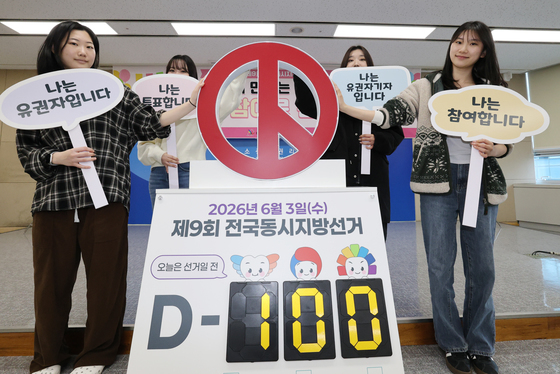 나는
유권자입니다
나는
투표합
나는
유권자기자
입니다
나는
참여합니다
2026년 6월 3일(수)
제9회 전국동시지방선거
오늘은 선거일 전
D-100